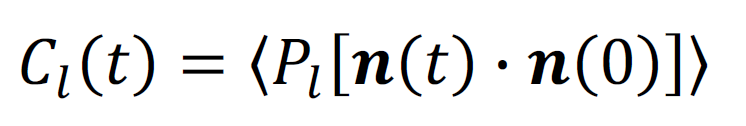 C_l(t) = ⟨P_l[𝒏(t) · 𝒏(0)]⟩